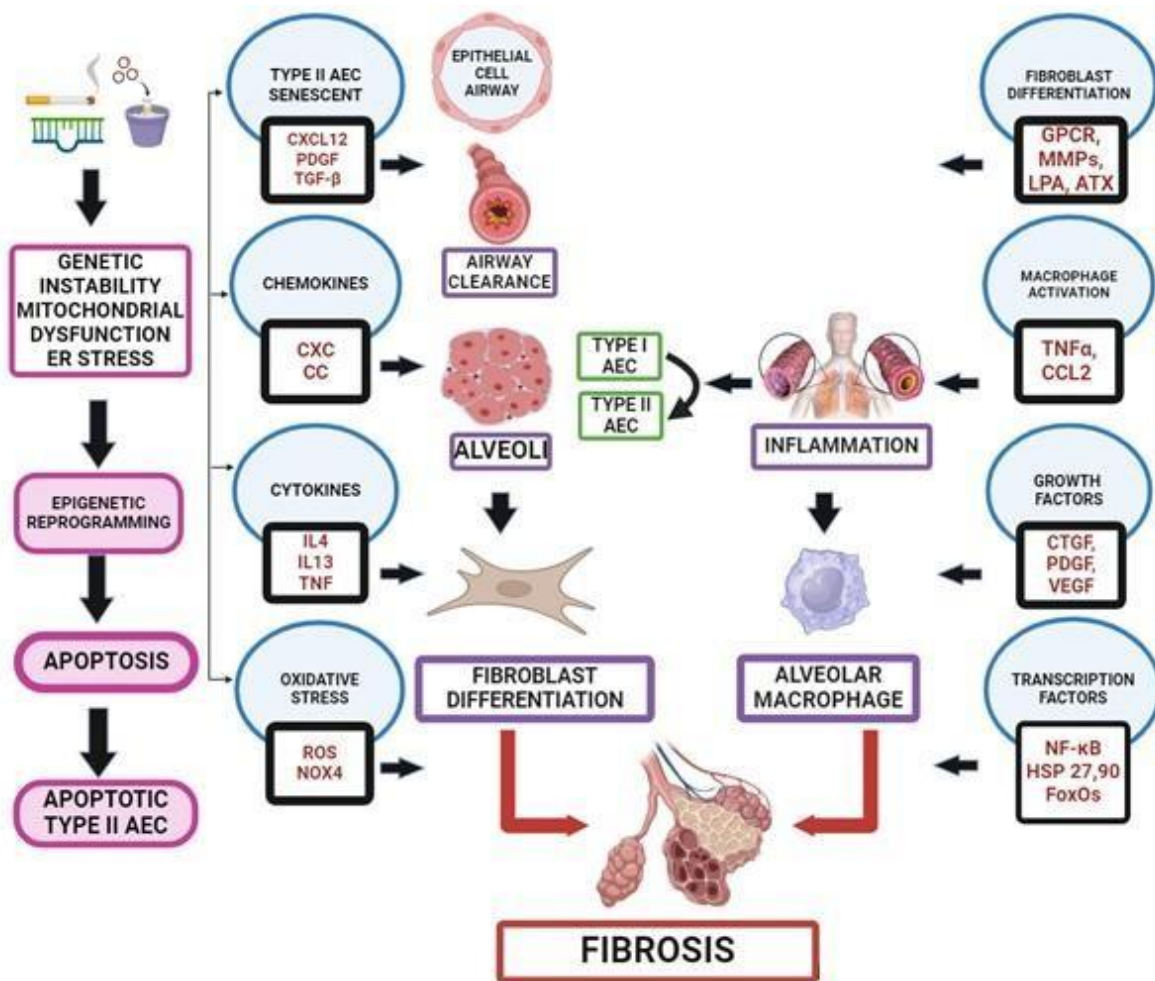 GENETIC
INSTABILITY
MITOCHONDRIAL
DYSFUNCTION
ER STRESS
EPIGENETIC
REPROGRAMMING
APOPTOSIS
APOPTOTIC
TYPE II AEC
TYPE II AEC
SENESCENT
CXCL12
PDGF
TGF-β
CHEMOKINES
CXC
CC
CYTOKINES
IL4
IL13
TNF
OXIDATIVE
STRESS
ROS
NOX4
EPITHELIAL
CELL
AIRWAY
AIRWAY
CLEARANCE
ALVEOLI
TYPE I
AEC
TYPE II
AEC
INFLAMMATION
FIBROBLAST
DIFFERENTIATION
ALVEOLAR
MACROPHAGE
FIBROSIS
FIBROBLAST
DIFFERENTIATION
GPCR,
MMPs,
LPA, ATX
MACROPHAGE
ACTIVATION
TNFα,
CCL2
GROWTH
FACTORS
CTGF,
PDGF,
VEGF
TRANSCRIPTION
FACTORS
NF-κB
HSP 27,90
FoxOs